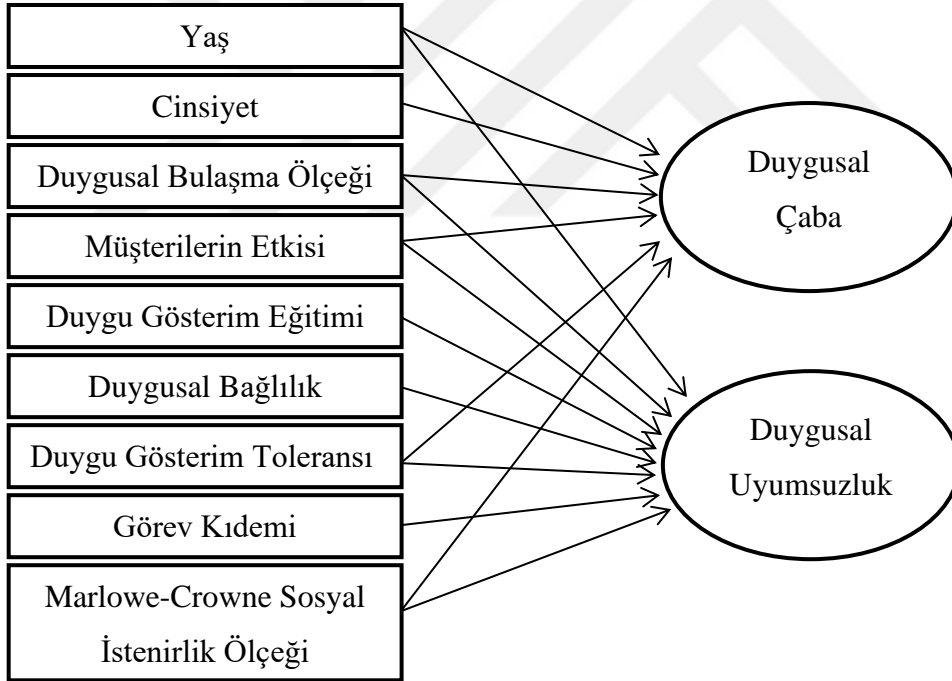 Yaş
Cinsiyet
Duygusal Bulaşma Ölçeği
Müşterilerin Etkisi
Duygu Gösterim Eğitimi
Duygusal Bağlılık
Duygu Gösterim Toleransı
Görev Kıdemi
Marlowe-Crowne Sosyal
İstenirlik Ölçeği
Duygusal
Çaba
Duygusal
Uyumsuzluk